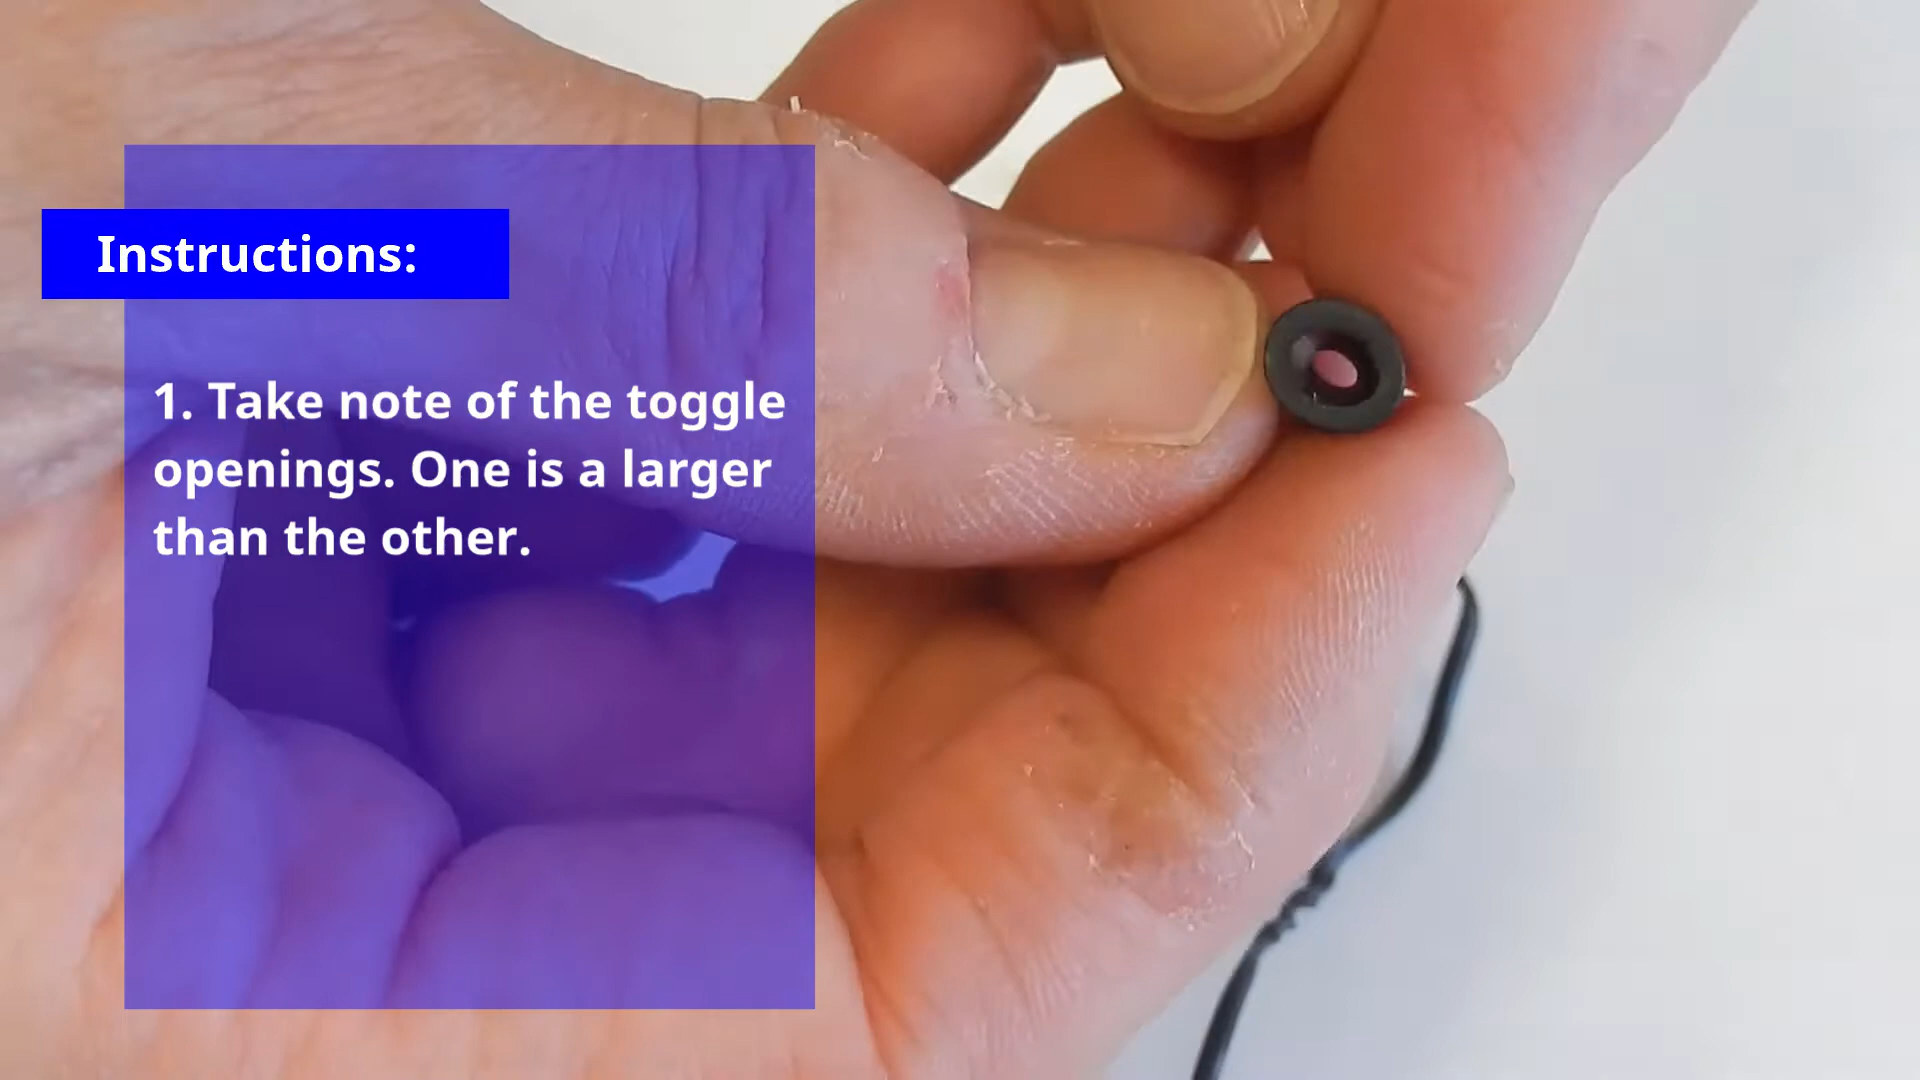 Instructions:
1. Take note of the toggle
openings. One is a larger
than the other.